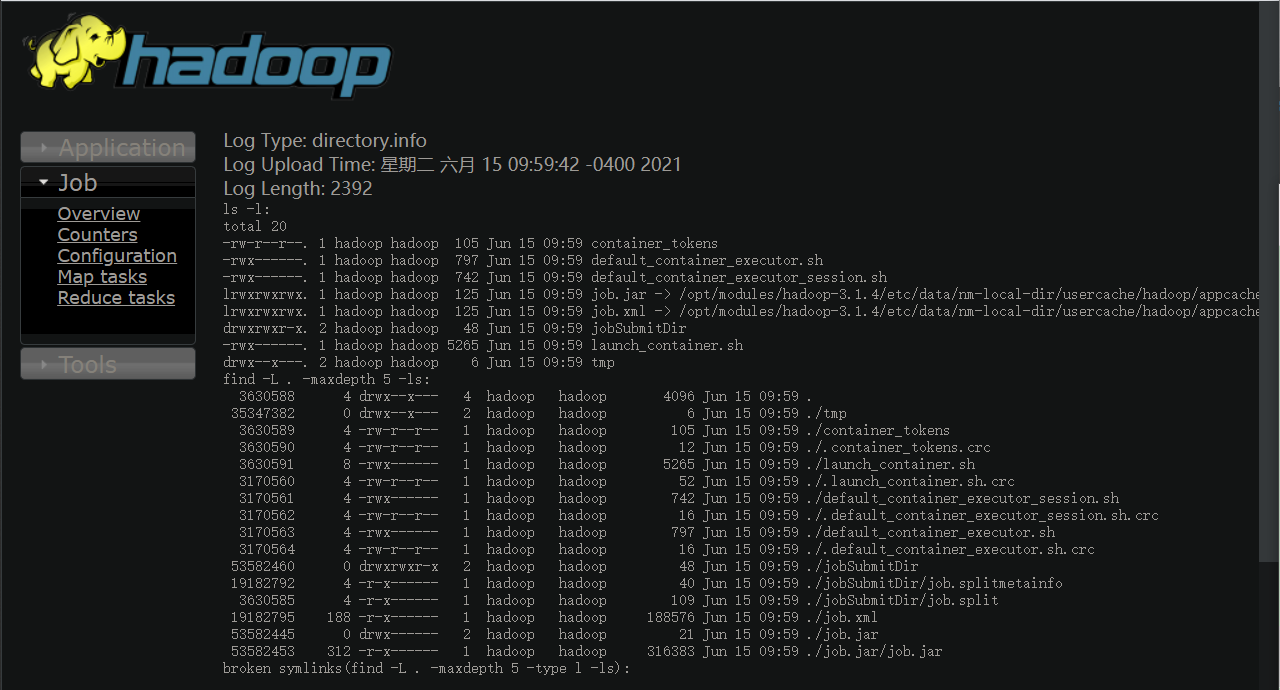 hadoop
Application
Job
Overview
Counters
Configuration
Map tasks
Reduce tasks
Tools
Log Type: directory.info
Log Upload Time: 星期二 六月 15 09:59:42 -0400 2021
Log Length: 2392
ls -l:
total 20
-rw-r--r--. 1 hadoop hadoop  105 Jun 15 09:59 container_tokens
-rwx------. 1 hadoop hadoop  797 Jun 15 09:59 default_container_executor.sh
-rwx------. 1 hadoop hadoop  742 Jun 15 09:59 default_container_executor_session.sh
lrwxrwxrwx. 1 hadoop hadoop  125 Jun 15 09:59 job.jar -> /opt/modules/hadoop-3.1.4/etc/data/nm-local-dir/usercache/hadoop/appcache
lrwxrwxrwx. 1 hadoop hadoop  125 Jun 15 09:59 job.xml -> /opt/modules/hadoop-3.1.4/etc/data/nm-local-dir/usercache/hadoop/appcache
drwxrwxr-x. 2 hadoop hadoop   48 Jun 15 09:59 jobSubmitDir
-rwx------. 1 hadoop hadoop 5265 Jun 15 09:59 launch_container.sh
drwx--x---. 2 hadoop hadoop    6 Jun 15 09:59 tmp
find -L . -maxdepth 5 -ls:
  3630588      4 drwx--x---   4  hadoop   hadoop       4096 Jun 15 09:59 .
 35347382      0 drwx--x---   2  hadoop   hadoop          6 Jun 15 09:59 ./tmp
  3630589      4 -rw-r--r--   1  hadoop   hadoop        105 Jun 15 09:59 ./container_tokens
  3630590      4 -rw-r--r--   1  hadoop   hadoop         12 Jun 15 09:59 ./.container_tokens.crc
  3630591      8 -rwx------   1  hadoop   hadoop       5265 Jun 15 09:59 ./launch_container.sh
  3170560      4 -rw-r--r--   1  hadoop   hadoop         52 Jun 15 09:59 ./.launch_container.sh.crc
  3170561      4 -rwx------   1  hadoop   hadoop        742 Jun 15 09:59 ./default_container_executor_session.sh
  3170562      4 -rw-r--r--   1  hadoop   hadoop         16 Jun 15 09:59 ./.default_container_executor_session.sh.crc
  3170563      4 -rwx------   1  hadoop   hadoop        797 Jun 15 09:59 ./default_container_executor.sh
  3170564      4 -rw-r--r--   1  hadoop   hadoop         16 Jun 15 09:59 ./.default_container_executor.sh.crc
 53582460      0 drwxrwxr-x   2  hadoop   hadoop         48 Jun 15 09:59 ./jobSubmitDir
 19182792      4 -r-x------   1  hadoop   hadoop         40 Jun 15 09:59 ./jobSubmitDir/job.splitmetainfo
  3630585      4 -r-x------   1  hadoop   hadoop        109 Jun 15 09:59 ./jobSubmitDir/job.split
 19182795    188 -r-x------   1  hadoop   hadoop     188576 Jun 15 09:59 ./job.xml
 53582445      0 drwx------   2  hadoop   hadoop         21 Jun 15 09:59 ./job.jar
 53582453    312 -r-x------   1  hadoop   hadoop     316383 Jun 15 09:59 ./job.jar/job.jar
broken symlinks(find -L . -maxdepth 5 -type l -ls):